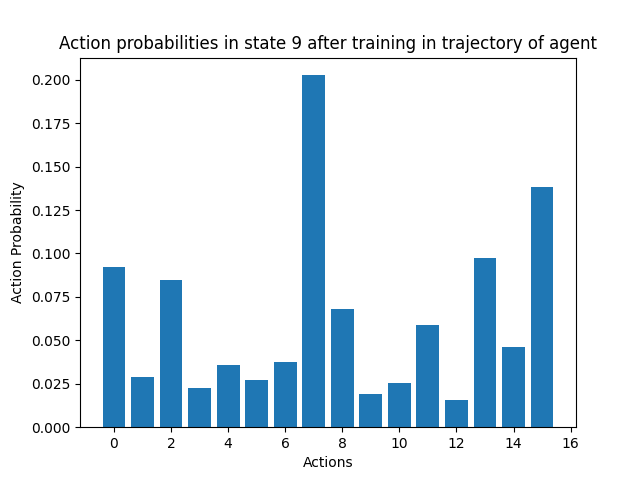 Action probabilities in state 9 after training in trajectory of agent
0.200
0.175
0.150
0.125
0.100
0.075
0.050
0.025
0.000
Action Probability
0 2 4 6 8 10 12 14 16
Actions